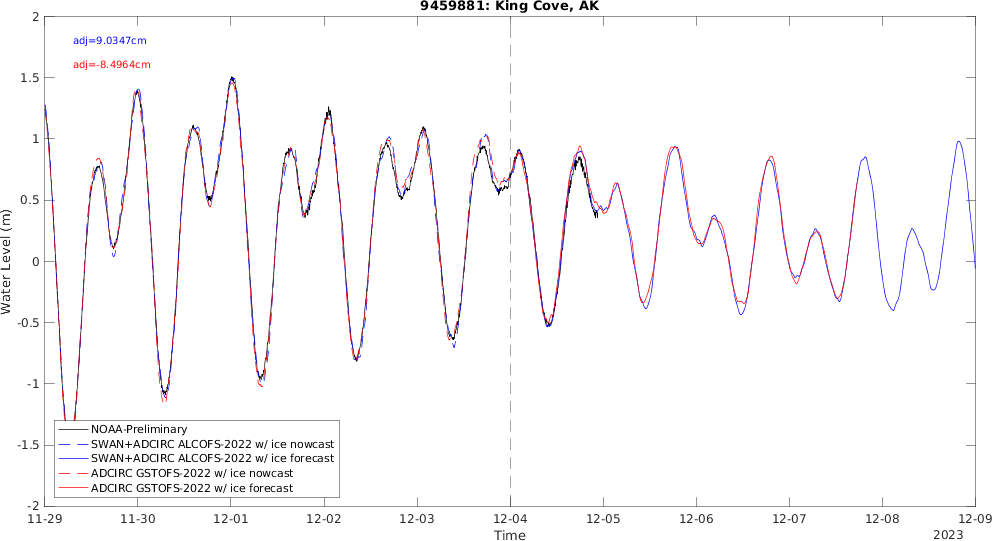 9459881: King Cove, AK
2
adj=9.0347cm
adj=-8.4964cm
1.5
1
0.5
0
-0.5
-1
-1.5
-2
Water Level (m)
NOAA-Preliminary
SWAN+ADCIRC ALCOFS-2022 w/ ice nowcast
SWAN+ADCIRC ALCOFS-2022 w/ ice forecast
ADCIRC GSTOFS-2022 w/ ice nowcast
ADCIRC GSTOFS-2022 w/ ice forecast
11-29 11-30 12-01 12-02 12-03 12-04 12-05 12-06 12-07 12-08 12-09
Time
2023